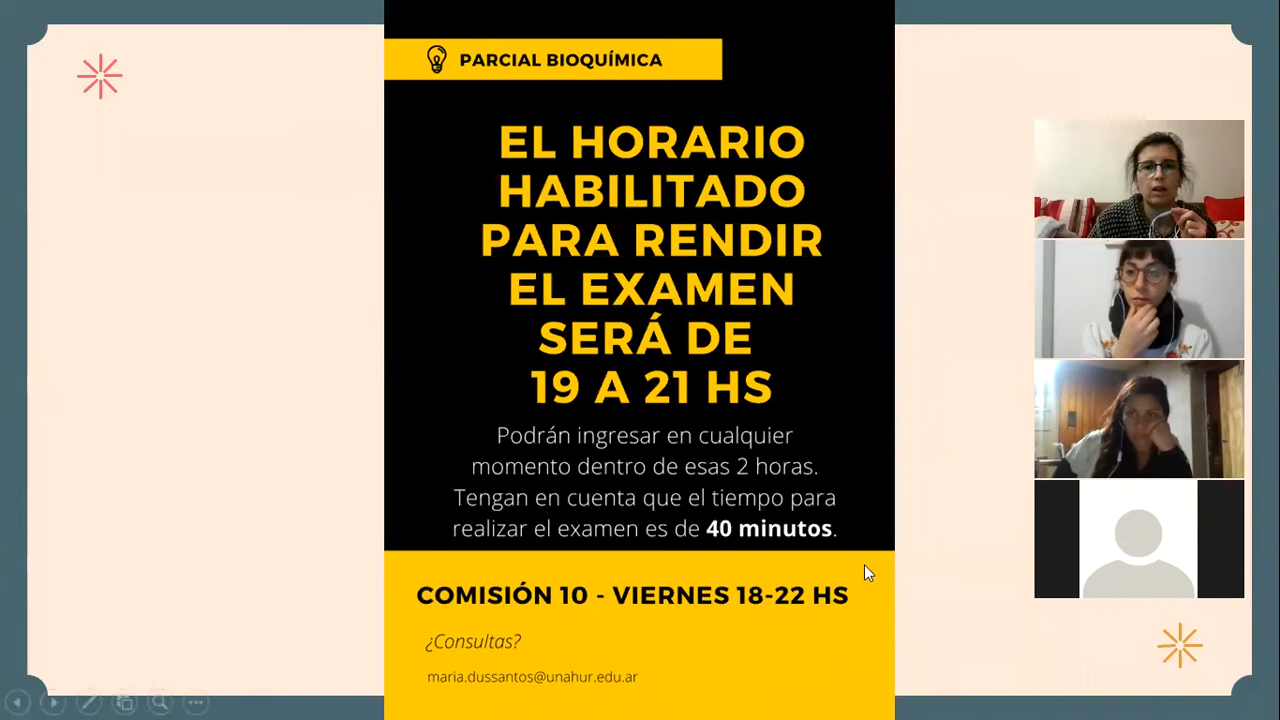 PARCIAL BIOQUÍMICA
EL HORARIO
HABILITADO
PARA RENDIR
EL EXAMEN
SERÁ DE
19 A 21 HS
Podrán ingresar en cualquier
momento dentro de esas 2 horas.
Tengan en cuenta que el tiempo para
realizar el examen es de 40 minutos.
COMISIÓN 10 - VIERNES 18-22 HS
¿Consultas?
maria.dussantos@unahur.edu.ar